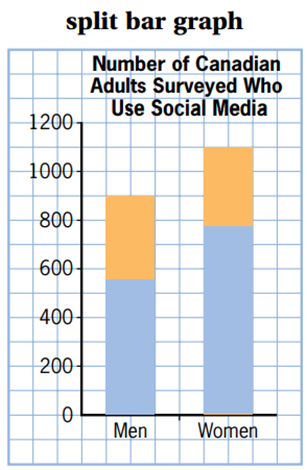 split bar graph
Number of Canadian
Adults Surveyed Who
Use Social Media
1200
1000
800
600
400
200
0
Men Women